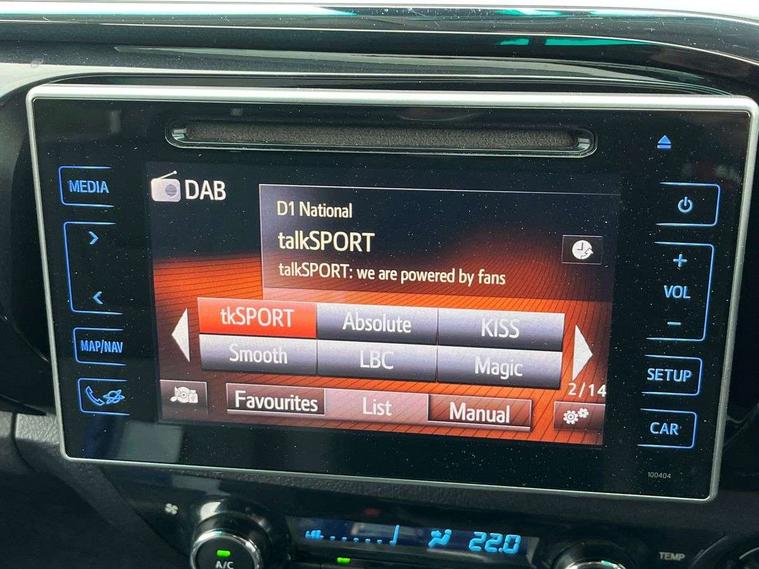 MEDIA
MAP/NAV
DAB
D1 National
talkSPORT
talkSPORT: we are powered by fans
tkSPORT Absolute KISS
Smooth LBC Magic
2/14
Favourites List Manual
+
VOL
−
SETUP
CAR
100404
A/C
22.0
TEMP